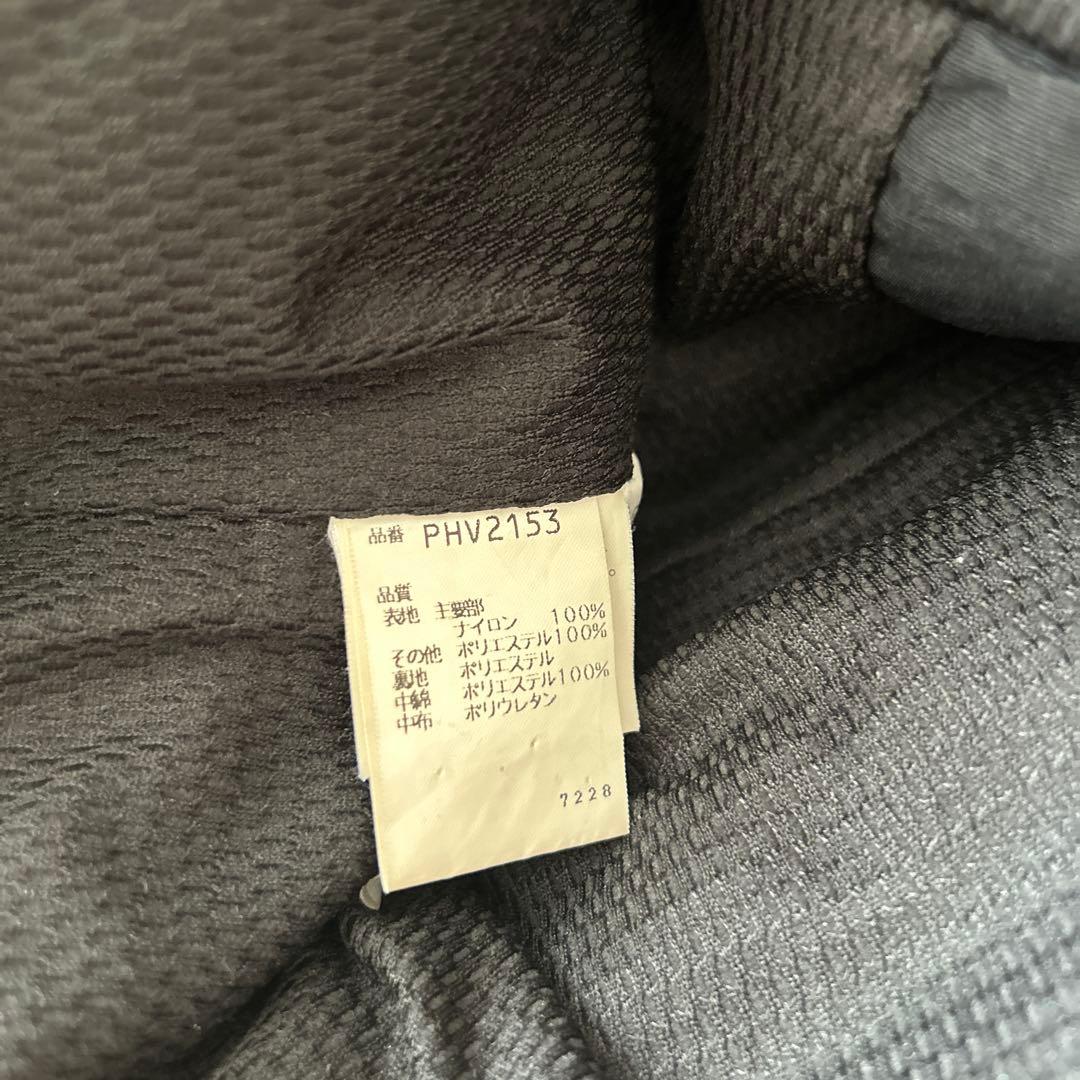 品番 PHV2153
品質
表地 主要部
ナイロン 100%
その他 ポリエステル100%
裏地 ポリエステル
中綿 ポリエステル100%
中布 ポリウレタン
7228